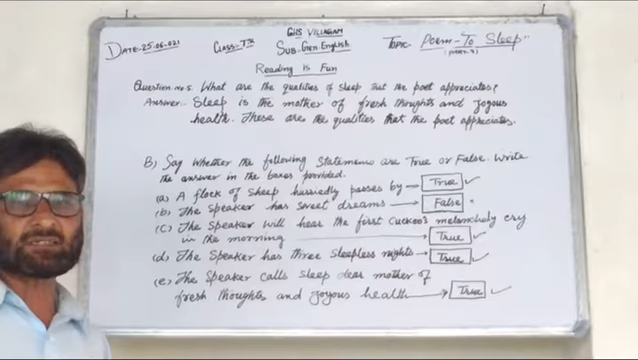 GHS VILLAGAM
DATE:-25.06.021 CLASS:-7TH SUB-Gen.English TOPIC- Poem-To Sleep"
Reading is Fun
Question No:5. What are the qualities of sleep that the poet appreciates?
Answer:- Sleep is the mother of fresh thoughts and joyous
health. These are the qualities that the poet appreciates.
B) Say whether the following statements are True or False. Write
the answer in the boxes provided.
(a) A flock of sheep hurriedly passes by→ True ✓
(b) The Speaker has sweet dreams → False
(c) The Speaker will hear the first Cuckoo's melancholy cry
in the morning → True ✓
(d) The Speaker has three sleepless nights→ True ✓
(e) The Speaker calls sleep dear mother of
fresh thoughts and joyous health → True ✓